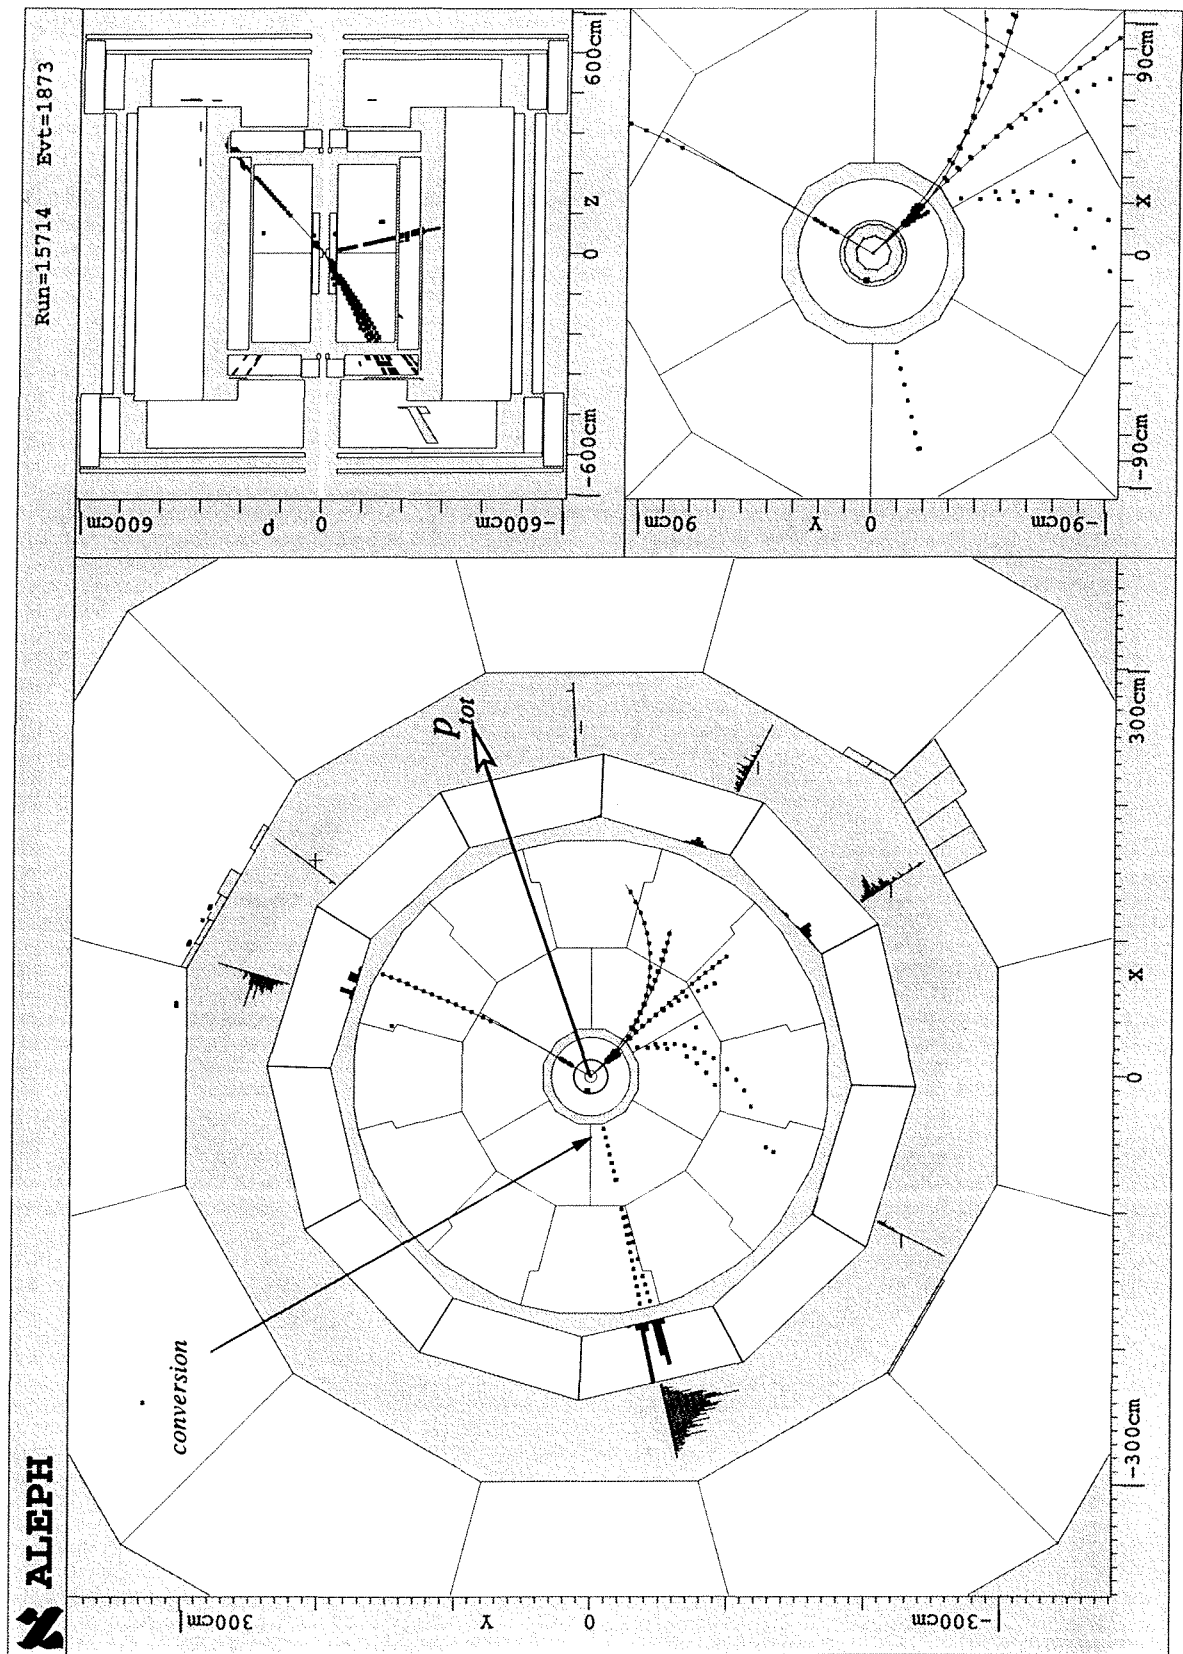 ALEPH
Run=15714 Evt=1873
600cm
ρ
0
-600cm
-600cm
0
Z
600cm
90cm
Y
0
-90cm
-90cm
0
X
90cm
conversion
p tot
+
300cm
Y
0
-300cm
-300cm
0
X
300cm